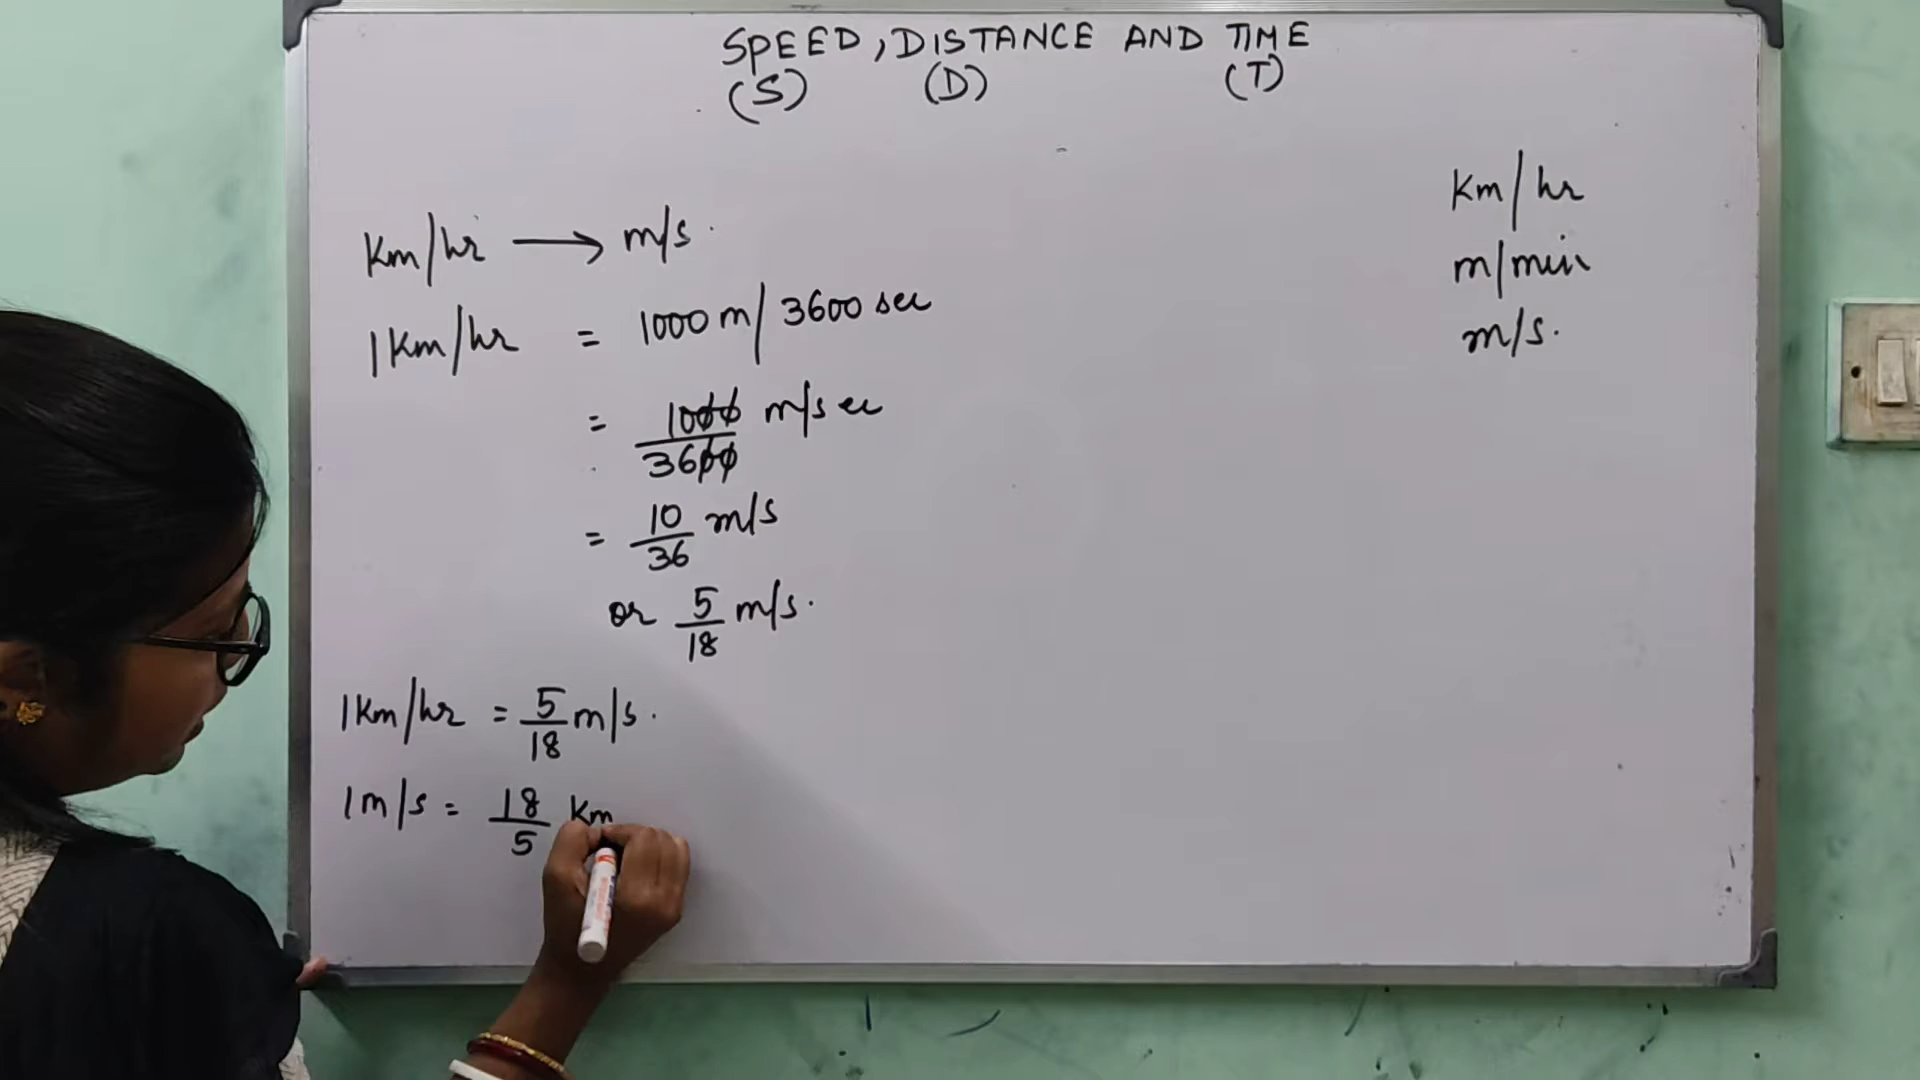 SPEED, DISTANCE AND TIME
(S) (D) (T)
Km/hr → m/s.
1Km/hr = 1000 m/3600 sec
= 1000/3600 m/sec
= 10/36 m/s
or 5/18 m/s.
1Km/hr = 5/18 m/s.
1m/s = 18/5 Km
Km/hr
m/min
m/s.